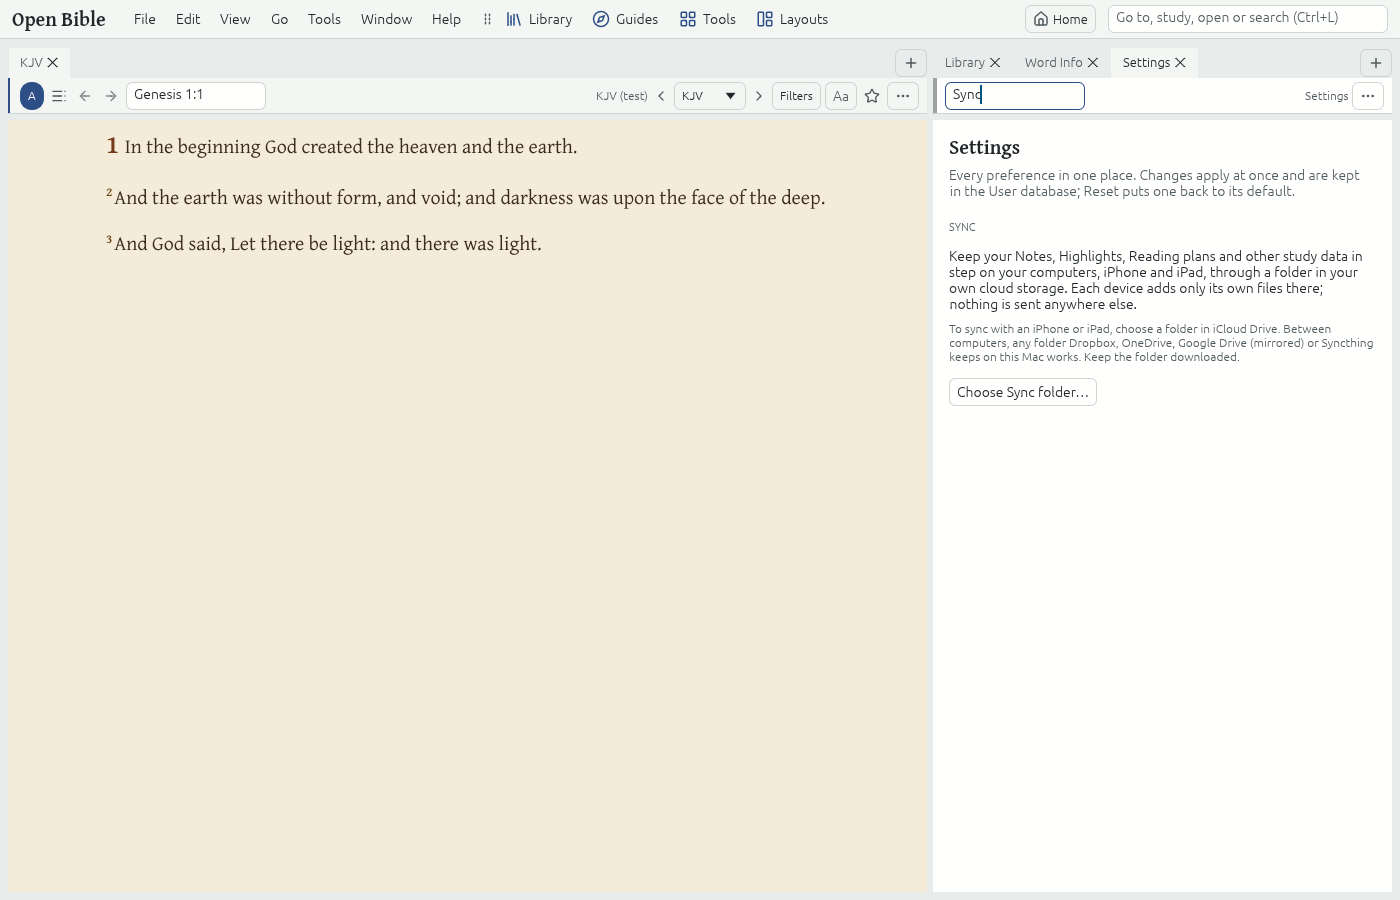 Open Bible File Edit View Go Tools Window Help Library Guides Tools Layouts Home Go to, study, open or search (Ctrl+L)
KJV
A Genesis 1:1 KJV (test) KJV Filters Aa
1 In the beginning God created the heaven and the earth.
2 And the earth was without form, and void; and darkness was upon the face of the deep.
3 And God said, Let there be light: and there was light.
Library Word Info Settings
Sync Settings
Settings
Every preference in one place. Changes apply at once and are kept
in the User database; Reset puts one back to its default.
SYNC
Keep your Notes, Highlights, Reading plans and other study data in
step on your computers, iPhone and iPad, through a folder in your
own cloud storage. Each device adds only its own files there;
nothing is sent anywhere else.
To sync with an iPhone or iPad, choose a folder in iCloud Drive. Between
computers, any folder Dropbox, OneDrive, Google Drive (mirrored) or Syncthing
keeps on this Mac works. Keep the folder downloaded.
Choose Sync folder…